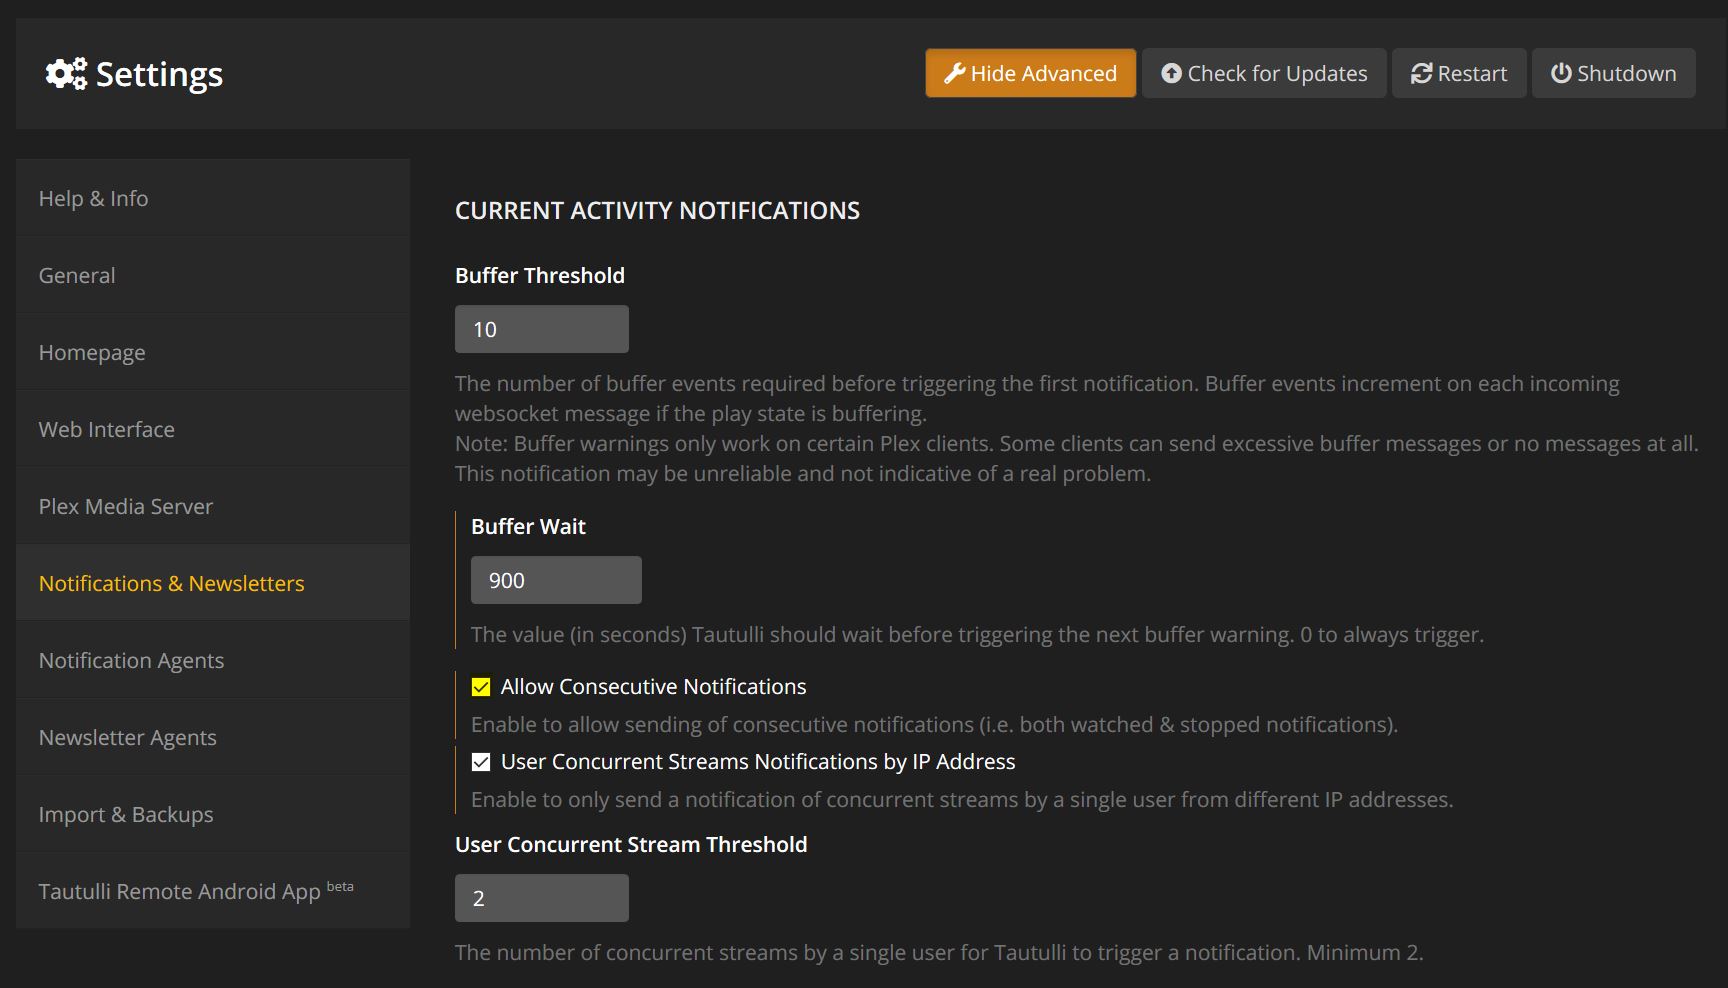 Settings
Hide Advanced
Check for Updates
Restart
Shutdown
Help & Info
General
Homepage
Web Interface
Plex Media Server
Notifications & Newsletters
Notification Agents
Newsletter Agents
Import & Backups
Tautulli Remote Android App beta
CURRENT ACTIVITY NOTIFICATIONS
Buffer Threshold
10
The number of buffer events required before triggering the first notification. Buffer events increment on each incoming
websocket message if the play state is buffering.
Note: Buffer warnings only work on certain Plex clients. Some clients can send excessive buffer messages or no messages at all.
This notification may be unreliable and not indicative of a real problem.
Buffer Wait
900
The value (in seconds) Tautulli should wait before triggering the next buffer warning. 0 to always trigger.
Allow Consecutive Notifications
Enable to allow sending of consecutive notifications (i.e. both watched & stopped notifications).
User Concurrent Streams Notifications by IP Address
Enable to only send a notification of concurrent streams by a single user from different IP addresses.
User Concurrent Stream Threshold
2
The number of concurrent streams by a single user for Tautulli to trigger a notification. Minimum 2.